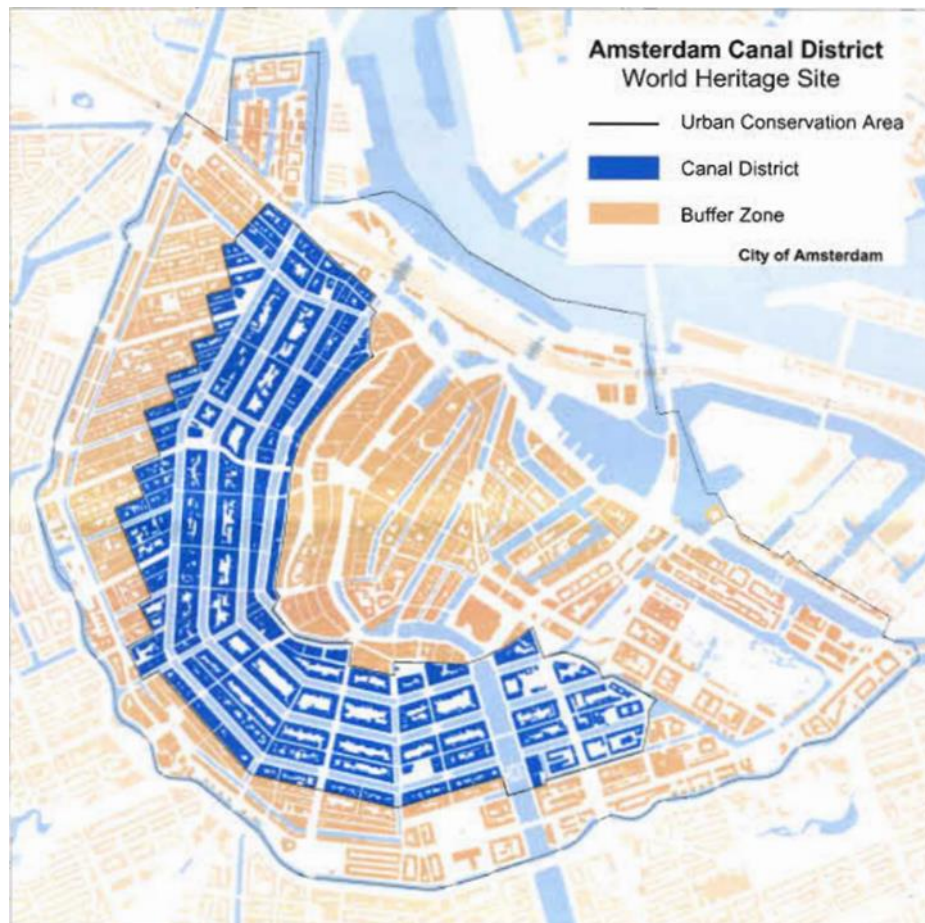 Amsterdam Canal District
World Heritage Site
Urban Conservation Area
Canal District
Buffer Zone
City of Amsterdam